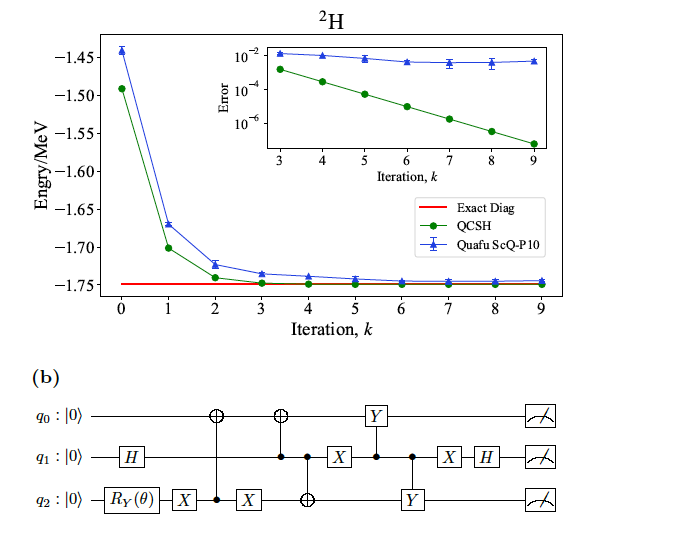 ²H
Engry/MeV
−1.45
−1.50
−1.55
−1.60
−1.65
−1.70
−1.75
0 1 2 3 4 5 6 7 8 9
Iteration, k
Error
10⁻²
10⁻⁴
10⁻⁶
3 4 5 6 7 8 9
Iteration, k
Exact Diag
QCSH
Quafu ScQ-P10
(b)
q₀ : |0⟩ Y
q₁ : |0⟩ H X X H
q₂ : |0⟩ R_Y(θ) X X Y